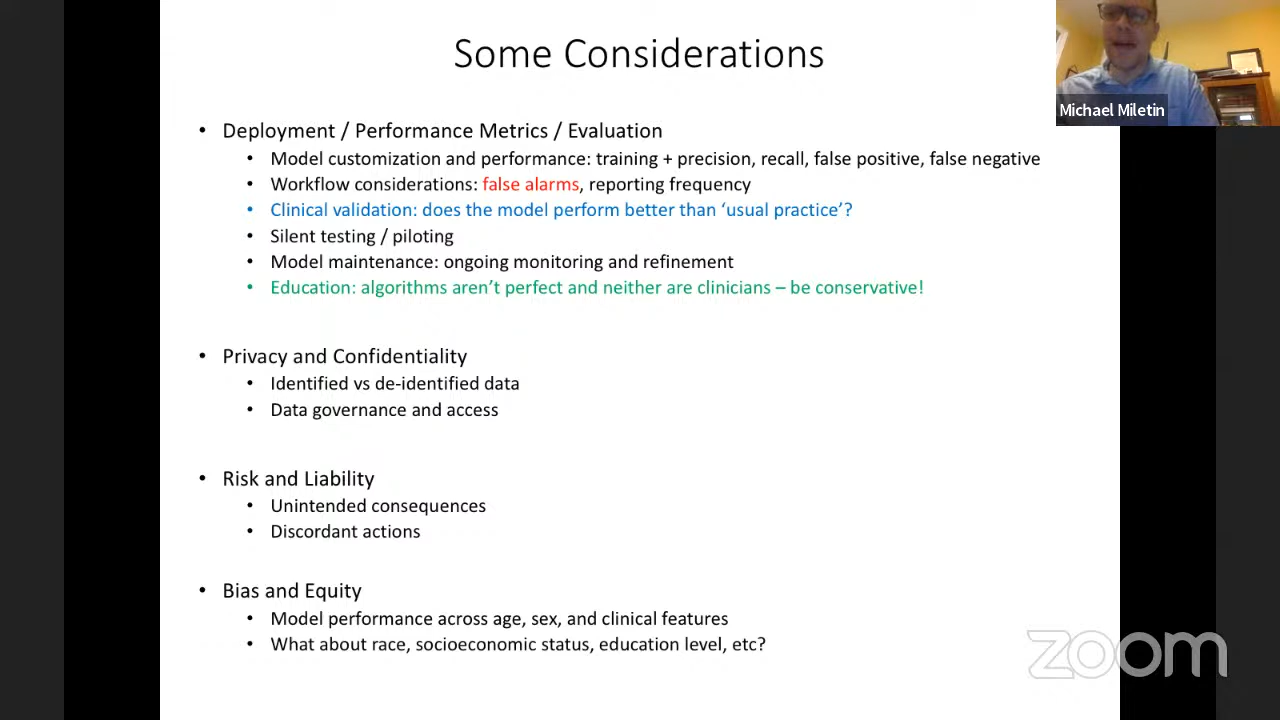 Some Considerations
Michael Miletin
• Deployment / Performance Metrics / Evaluation
• Model customization and performance: training + precision, recall, false positive, false negative
• Workflow considerations: false alarms, reporting frequency
• Clinical validation: does the model perform better than ‘usual practice’?
• Silent testing / piloting
• Model maintenance: ongoing monitoring and refinement
• Education: algorithms aren’t perfect and neither are clinicians – be conservative!
• Privacy and Confidentiality
• Identified vs de-identified data
• Data governance and access
• Risk and Liability
• Unintended consequences
• Discordant actions
• Bias and Equity
• Model performance across age, sex, and clinical features
• What about race, socioeconomic status, education level, etc?
zoom